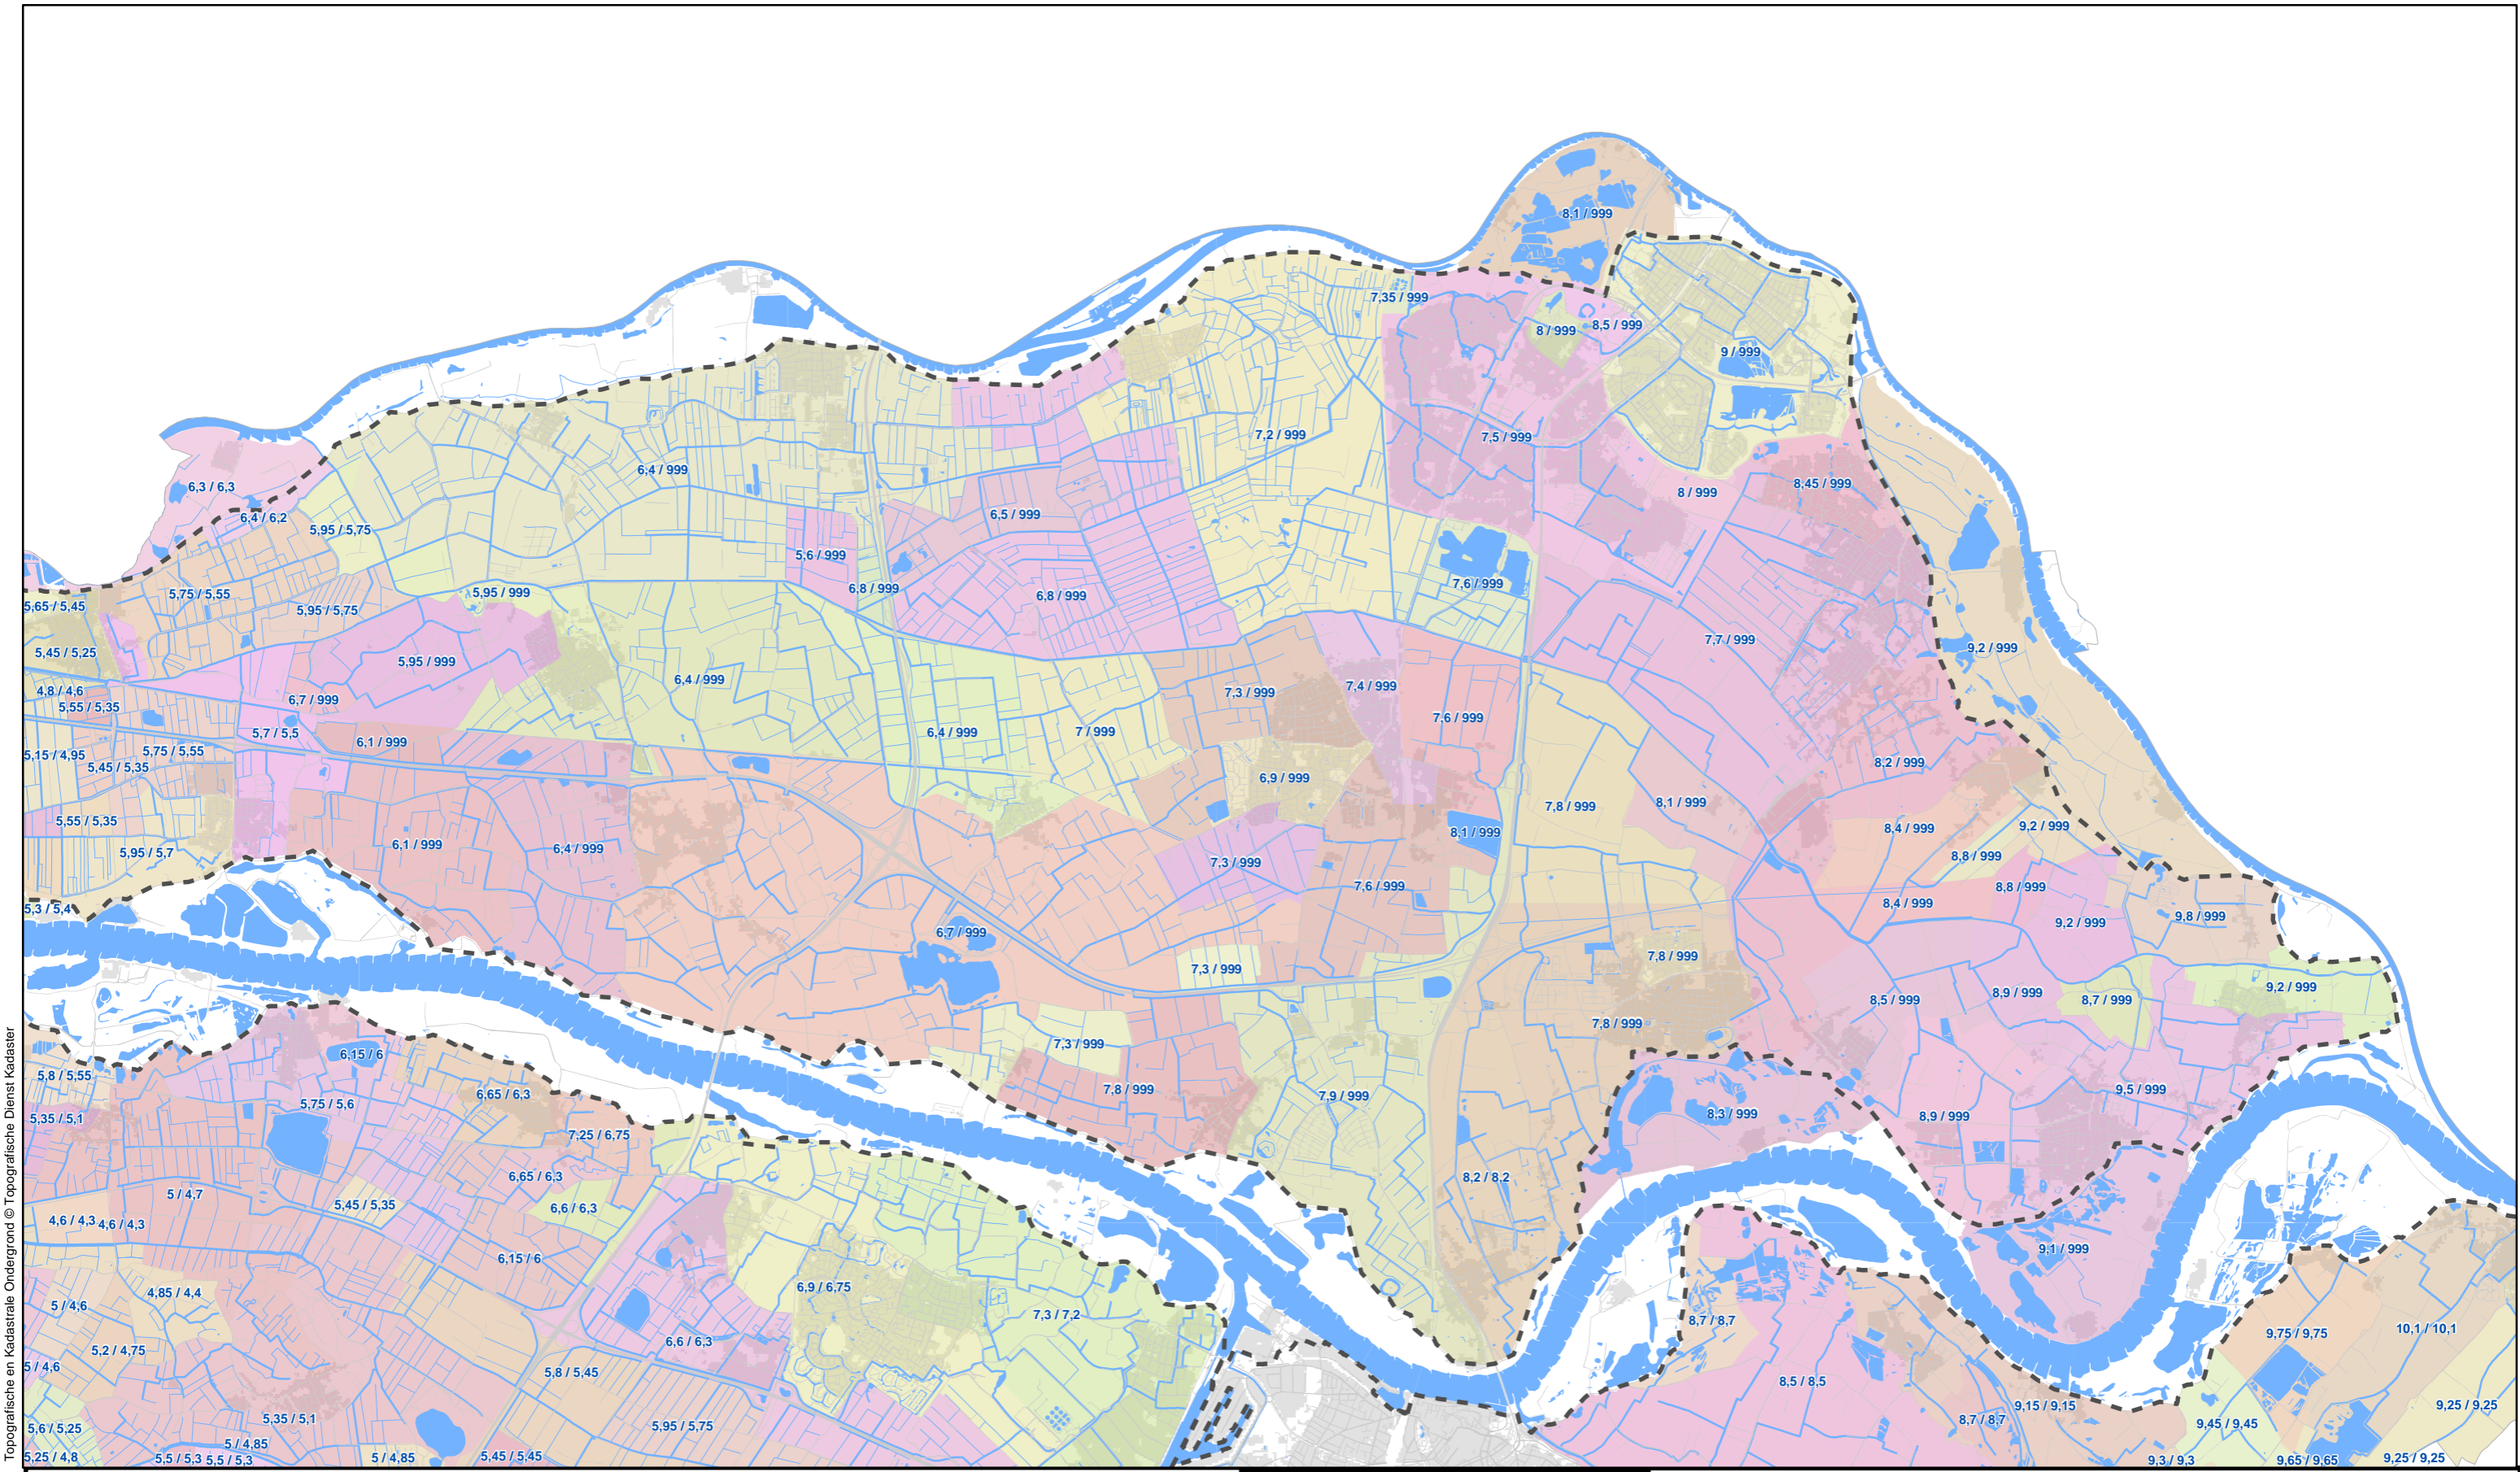 8,1 / 999
7,35 / 999
8 / 999
8,5 / 999
9 / 999
7,2 / 999
7,5 / 999
6,4 / 999
6,3 / 6,3
8 / 999
8,45 / 999
6,4 / 6,2
5,95 / 5,75
6,5 / 999
5,6 / 999
6,8 / 999
6,8 / 999
7,6 / 999
5,95 / 999
5,75 / 5,55
5,65 / 5,45
5,95 / 5,75
7,7 / 999
9,2 / 999
5,45 / 5,25
5,95 / 999
6,4 / 999
7,3 / 999
7,4 / 999
4,8 / 4,6
5,55 / 5,35
6,7 / 999
7,6 / 999
5,7 / 5,5
6,1 / 999
6,4 / 999
7 / 999
5,15 / 4,95
5,75 / 5,55
5,45 / 5,35
6,9 / 999
8,2 / 999
7,8 / 999
8,1 / 999
5,55 / 5,35
8,1 / 999
8,4 / 999
9,2 / 999
5,95 / 5,7
6,1 / 999
6,4 / 999
7,3 / 999
8,8 / 999
7,6 / 999
8,8 / 999
8,4 / 999
5,3 / 5,4
6,7 / 999
9,2 / 999
9,8 / 999
7,3 / 999
7,8 / 999
9,2 / 999
8,5 / 999
8,9 / 999
8,7 / 999
7,8 / 999
7,3 / 999
6,15 / 6
5,8 / 5,55
7,8 / 999
7,9 / 999
6,65 / 6,3
5,75 / 5,6
9,5 / 999
8,3 / 999
8,9 / 999
5,35 / 5,1
7,25 / 6,75
6,65 / 6,3
8,2 / 8,2
5 / 4,7
5,45 / 5,35
6,6 / 6,3
4,6 / 4,3
4,6 / 4,3
6,15 / 6
9,1 / 999
6,9 / 6,75
4,85 / 4,4
5 / 4,6
7,3 / 7,2
8,7 / 8,7
9,75 / 9,75
10,1 / 10,1
6,6 / 6,3
5,2 / 4,75
5 / 4,6
5,8 / 5,45
8,5 / 8,5
9,15 / 9,15
9,25 / 9,25
5,35 / 5,1
5,95 / 5,75
8,7 / 8,7
9,45 / 9,45
5,6 / 5,25
5 / 4,85
5,25 / 4,8
5,5 / 5,3
5,5 / 5,3
5 / 4,85
5,45 / 5,45
9,3 / 9,3
9,65 / 9,65
9,25 / 9,25
Topografische en Kadastrale Ondergrond © Topografische Dienst Kadaster